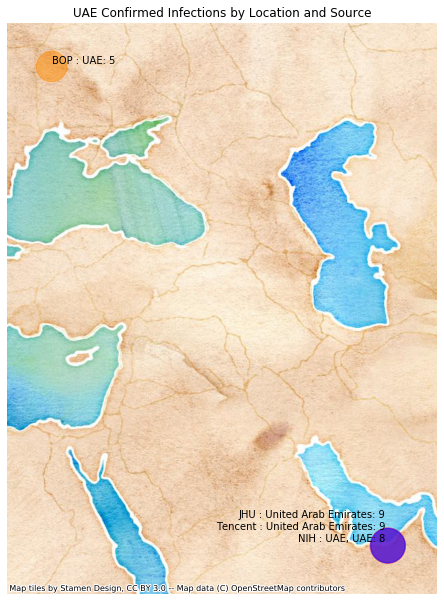 UAE Confirmed Infections by Location and Source
BOP : UAE: 5
JHU : United Arab Emirates: 9
Tencent : United Arab Emirates: 9
NIH : UAE, UAE: 8
Map tiles by Stamen Design, CC BY 3.0 -- Map data (C) OpenStreetMap contributors